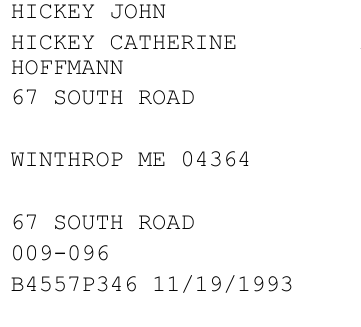 HICKEY JOHN
HICKEY CATHERINE
HOFFMANN
67 SOUTH ROAD
WINTHROP ME 04364
67 SOUTH ROAD
009-096
B4557P346 11/19/1993